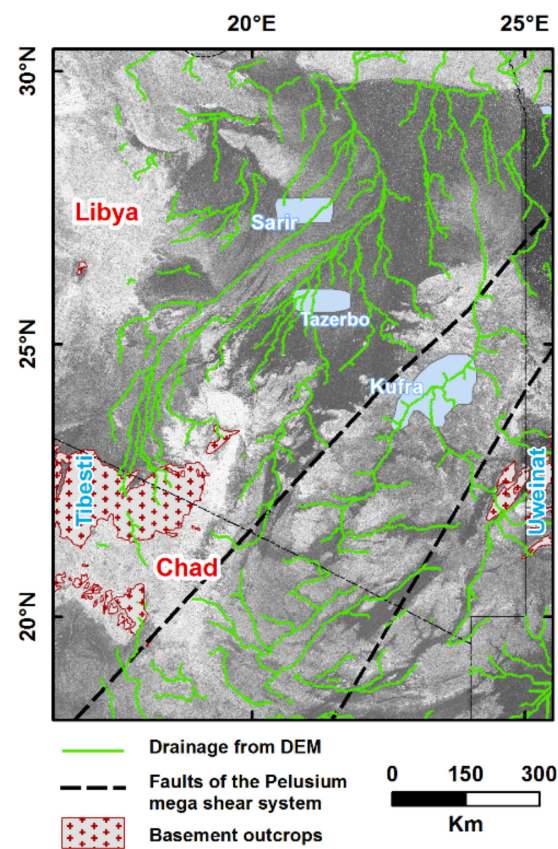 20°E 25°E
30°N
Libya
Sarir
Tazerbo
25°N
Kufra
Tibesti
Uweinat
Chad
20°N
Drainage from DEM
Faults of the Pelusium
mega shear system
Basement outcrops
0 150 300
Km